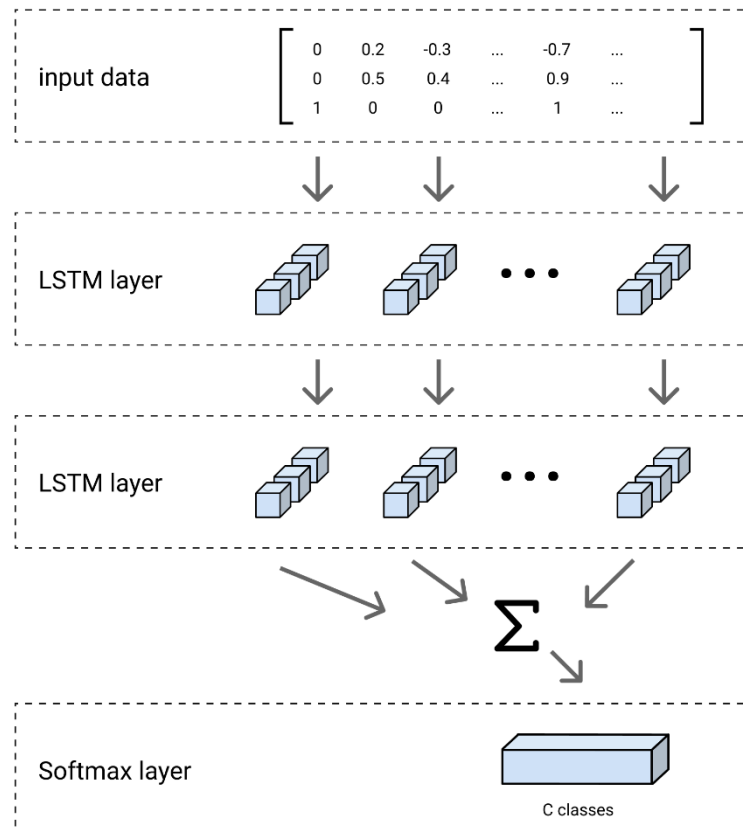 input data
0 0.2 -0.3 ... -0.7 ...
0 0.5 0.4 ... 0.9 ...
1 0 0 ... 1 ...
LSTM layer
LSTM layer
Σ
Softmax layer
C classes